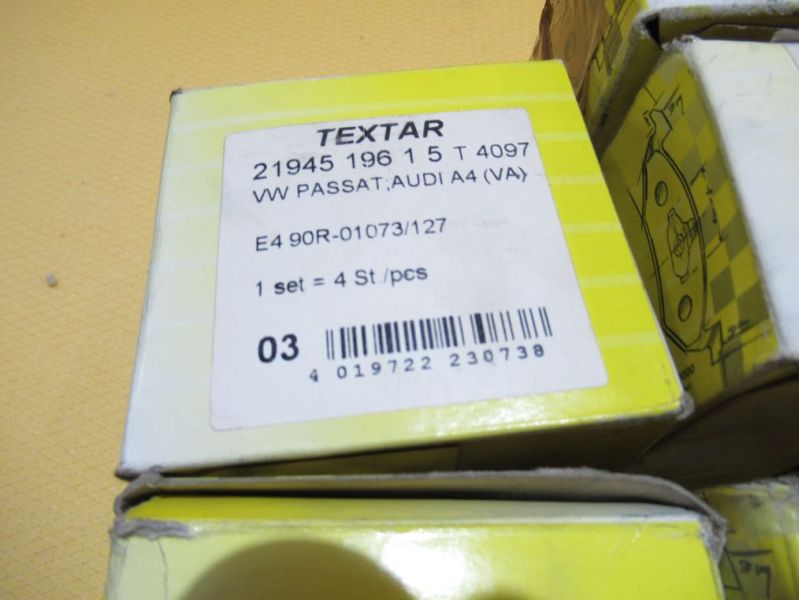 TEXTAR
21945 196 1 5 T 4097
VW PASSAT;AUDI A4 (VA)
E4 90R-01073/127
1 set = 4 St./pcs
03
4 019722 230738